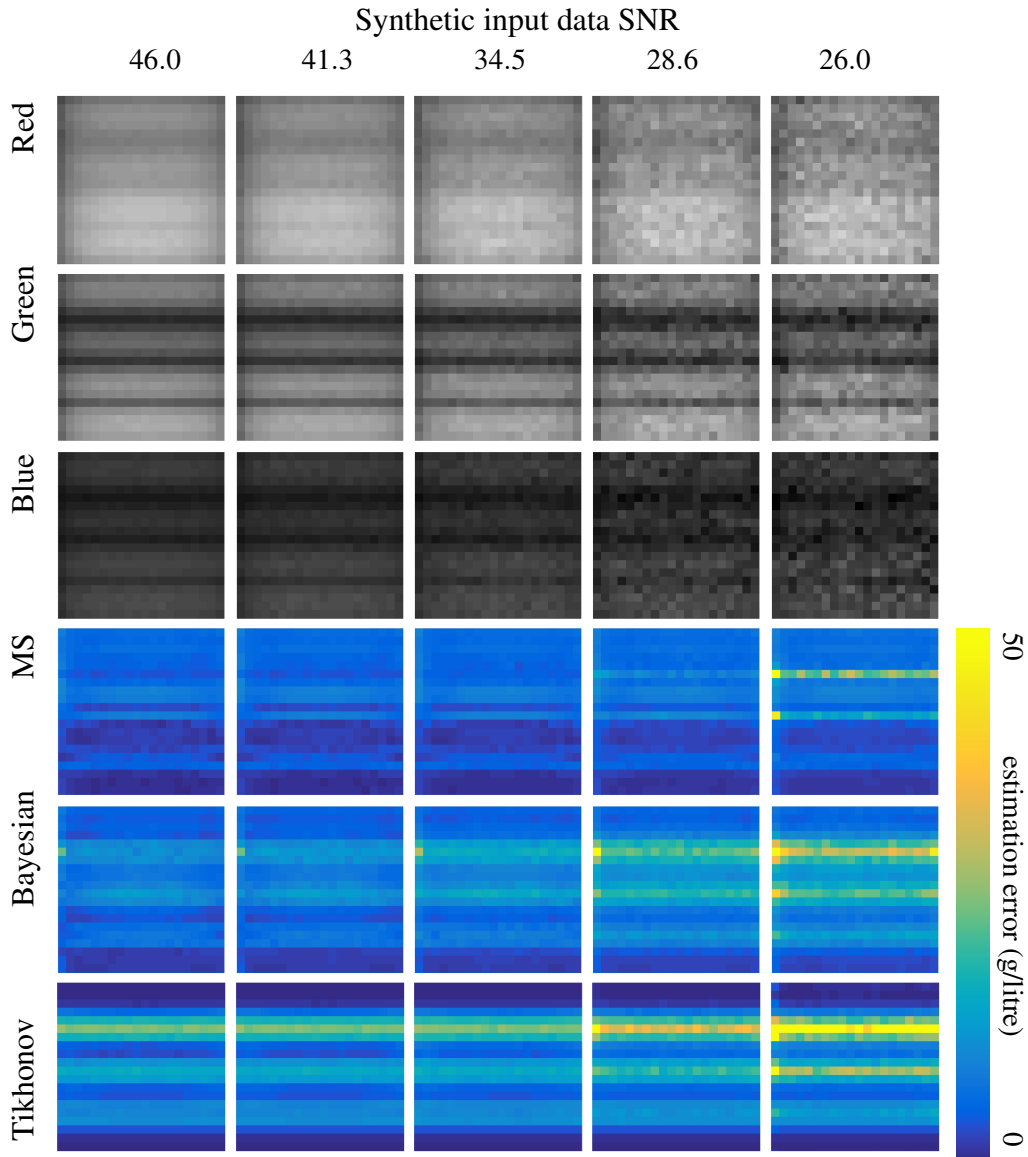 Synthetic input data SNR
46.0 41.3 34.5 28.6 26.0
Red
Green
Blue
MS
Bayesian
Tikhonov
50
estimation error (g/litre)
0